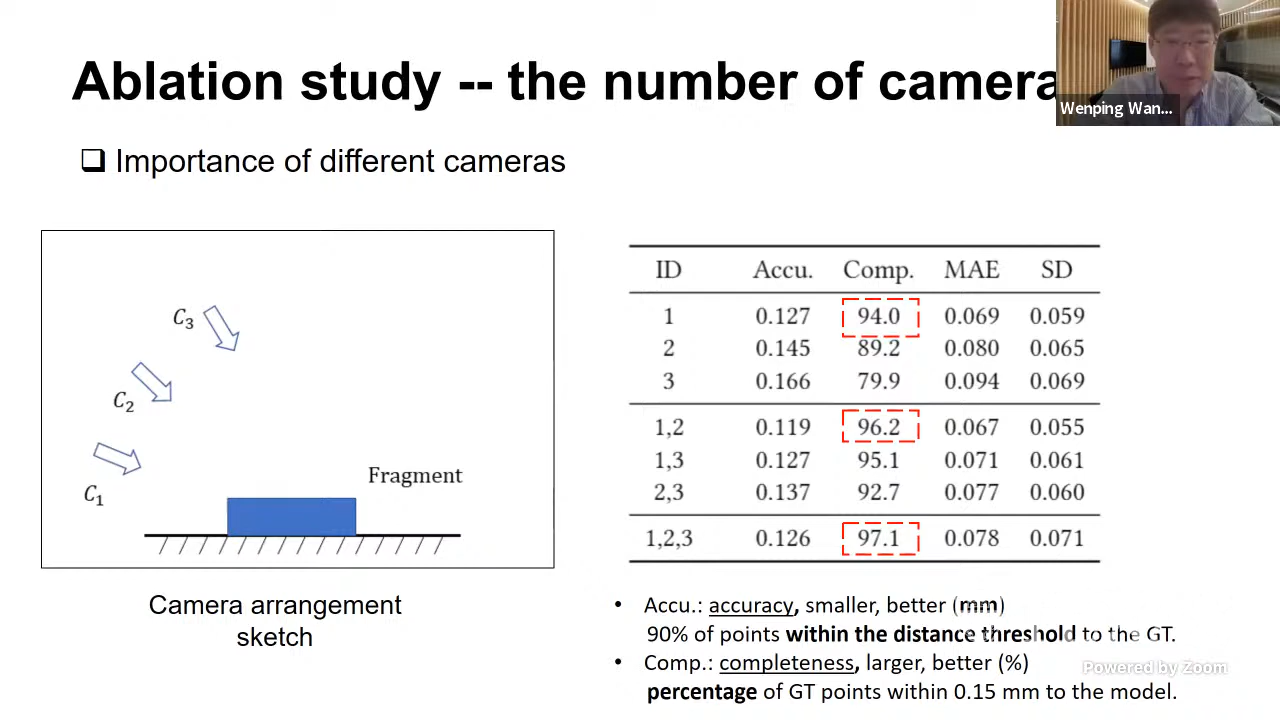 Ablation study -- the number of camera
Wenping Wan...
❑ Importance of different cameras
C3
C2
C1
Fragment
Camera arrangement
sketch
ID Accu. Comp. MAE SD
1 0.127 94.0 0.069 0.059
2 0.145 89.2 0.080 0.065
3 0.166 79.9 0.094 0.069
1,2 0.119 96.2 0.067 0.055
1,3 0.127 95.1 0.071 0.061
2,3 0.137 92.7 0.077 0.060
1,2,3 0.126 97.1 0.078 0.071
• Accu.: accuracy, smaller, better (mm)
90% of points within the distance threshold to the GT.
• Comp.: completeness, larger, better (%)
percentage of GT points within 0.15 mm to the model.
Powered by Zoom